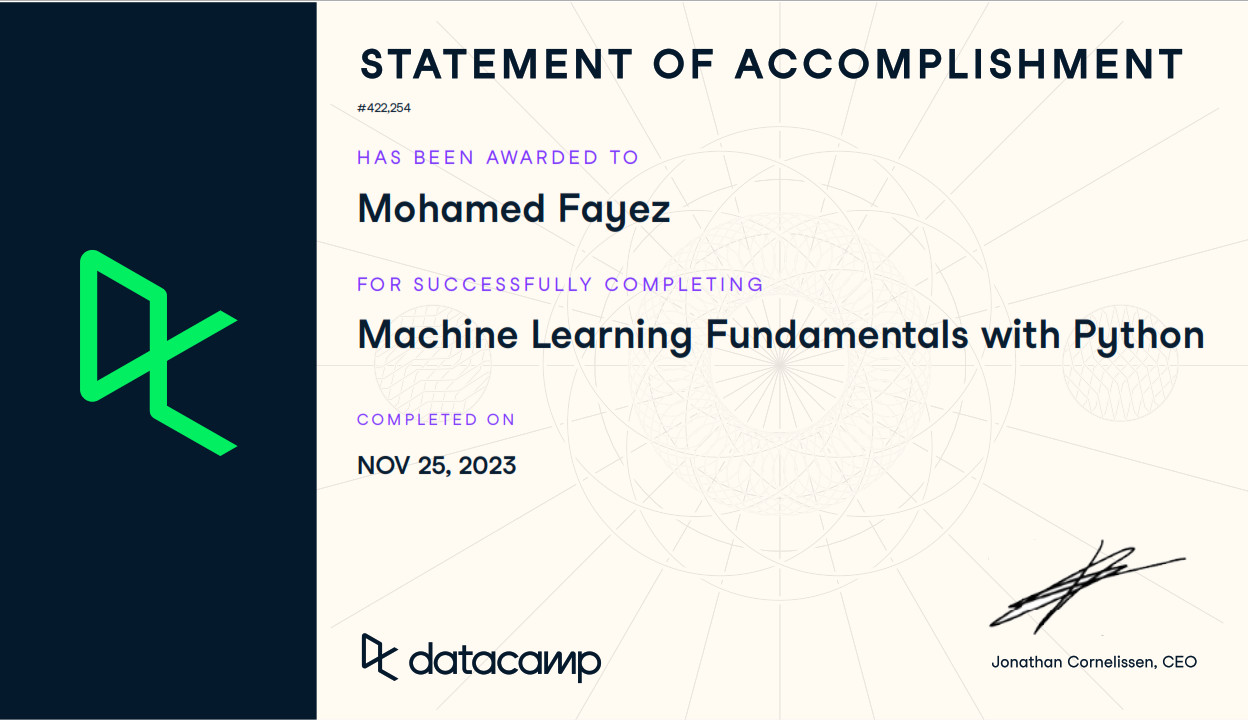 STATEMENT OF ACCOMPLISHMENT
#422,254
HAS BEEN AWARDED TO
Mohamed Fayez
FOR SUCCESSFULLY COMPLETING
Machine Learning Fundamentals with Python
COMPLETED ON
NOV 25, 2023
datacamp
Jonathan Cornelissen, CEO